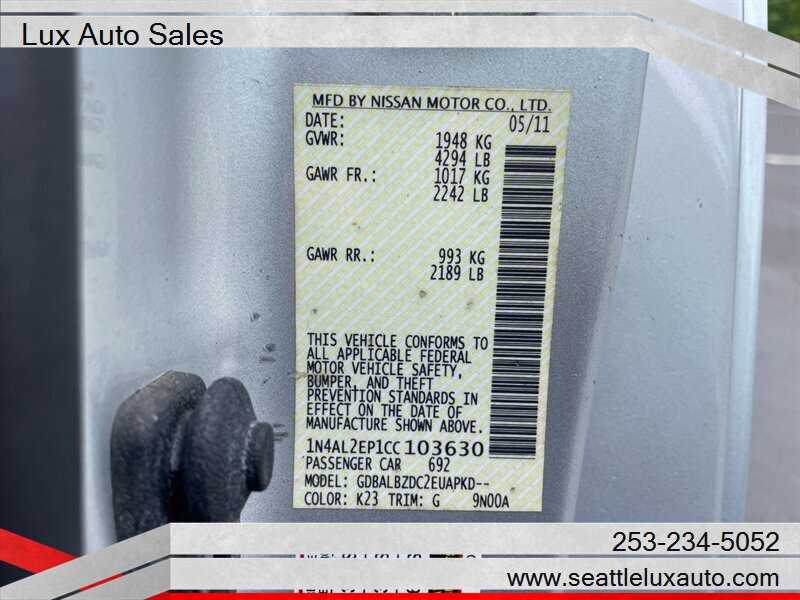 Lux Auto Sales
MFD BY NISSAN MOTOR CO., LTD.
DATE: 05/11
GVWR: 1948 KG
4294 LB
GAWR FR.: 1017 KG
2242 LB
GAWR RR.: 993 KG
2189 LB
THIS VEHICLE CONFORMS TO
ALL APPLICABLE FEDERAL
MOTOR VEHICLE SAFETY,
BUMPER, AND THEFT
PREVENTION STANDARDS IN
EFFECT ON THE DATE OF
MANUFACTURE SHOWN ABOVE.
1N4AL2EP1CC103630
PASSENGER CAR 692
MODEL: GDBALBZDC2EUAPKD--
COLOR: K23 TRIM: G 9N00A
253-234-5052
www.seattleluxauto.com